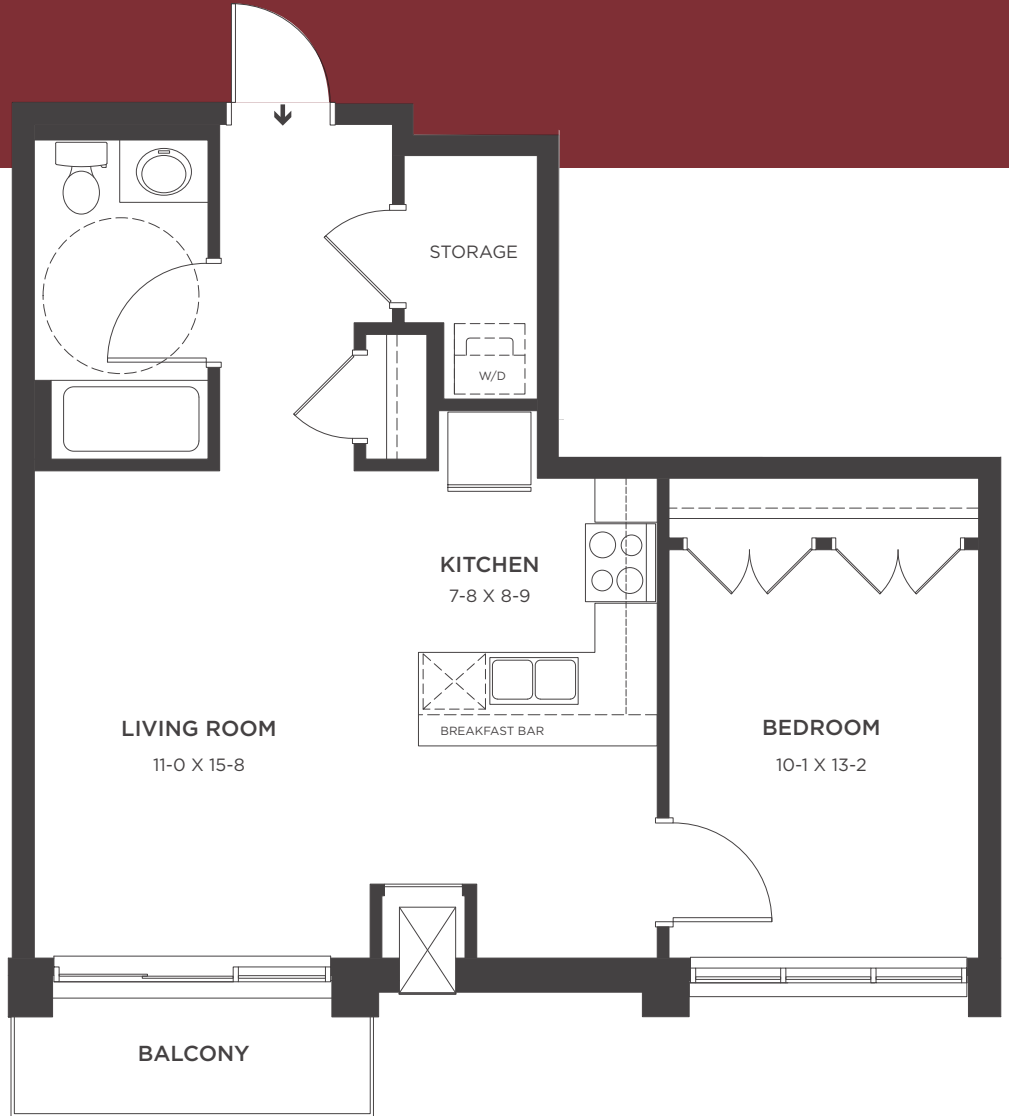 STORAGE
W/D
KITCHEN
7-8 X 8-9
LIVING ROOM
11-0 X 15-8
BREAKFAST BAR
BEDROOM
10-1 X 13-2
BALCONY